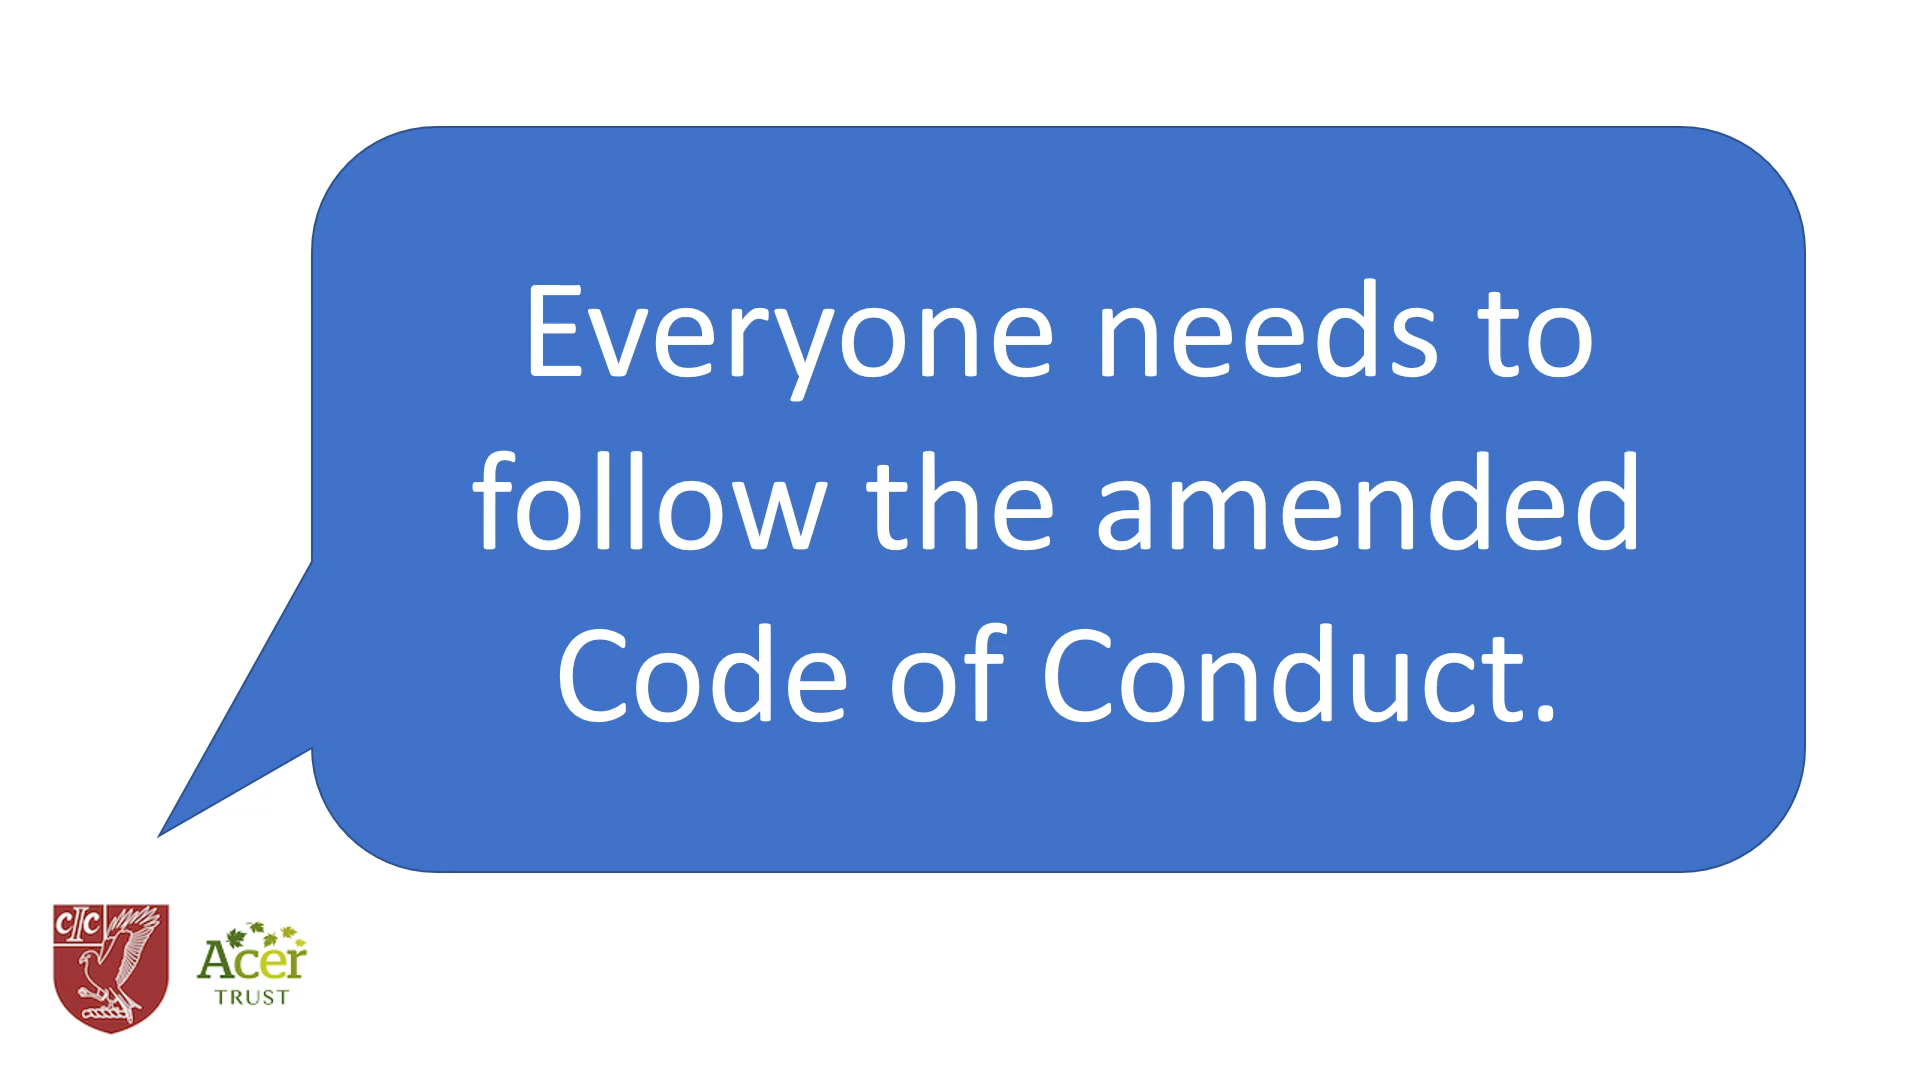 Everyone needs to
follow the amended
Code of Conduct.
CIC
Acer
TRUST